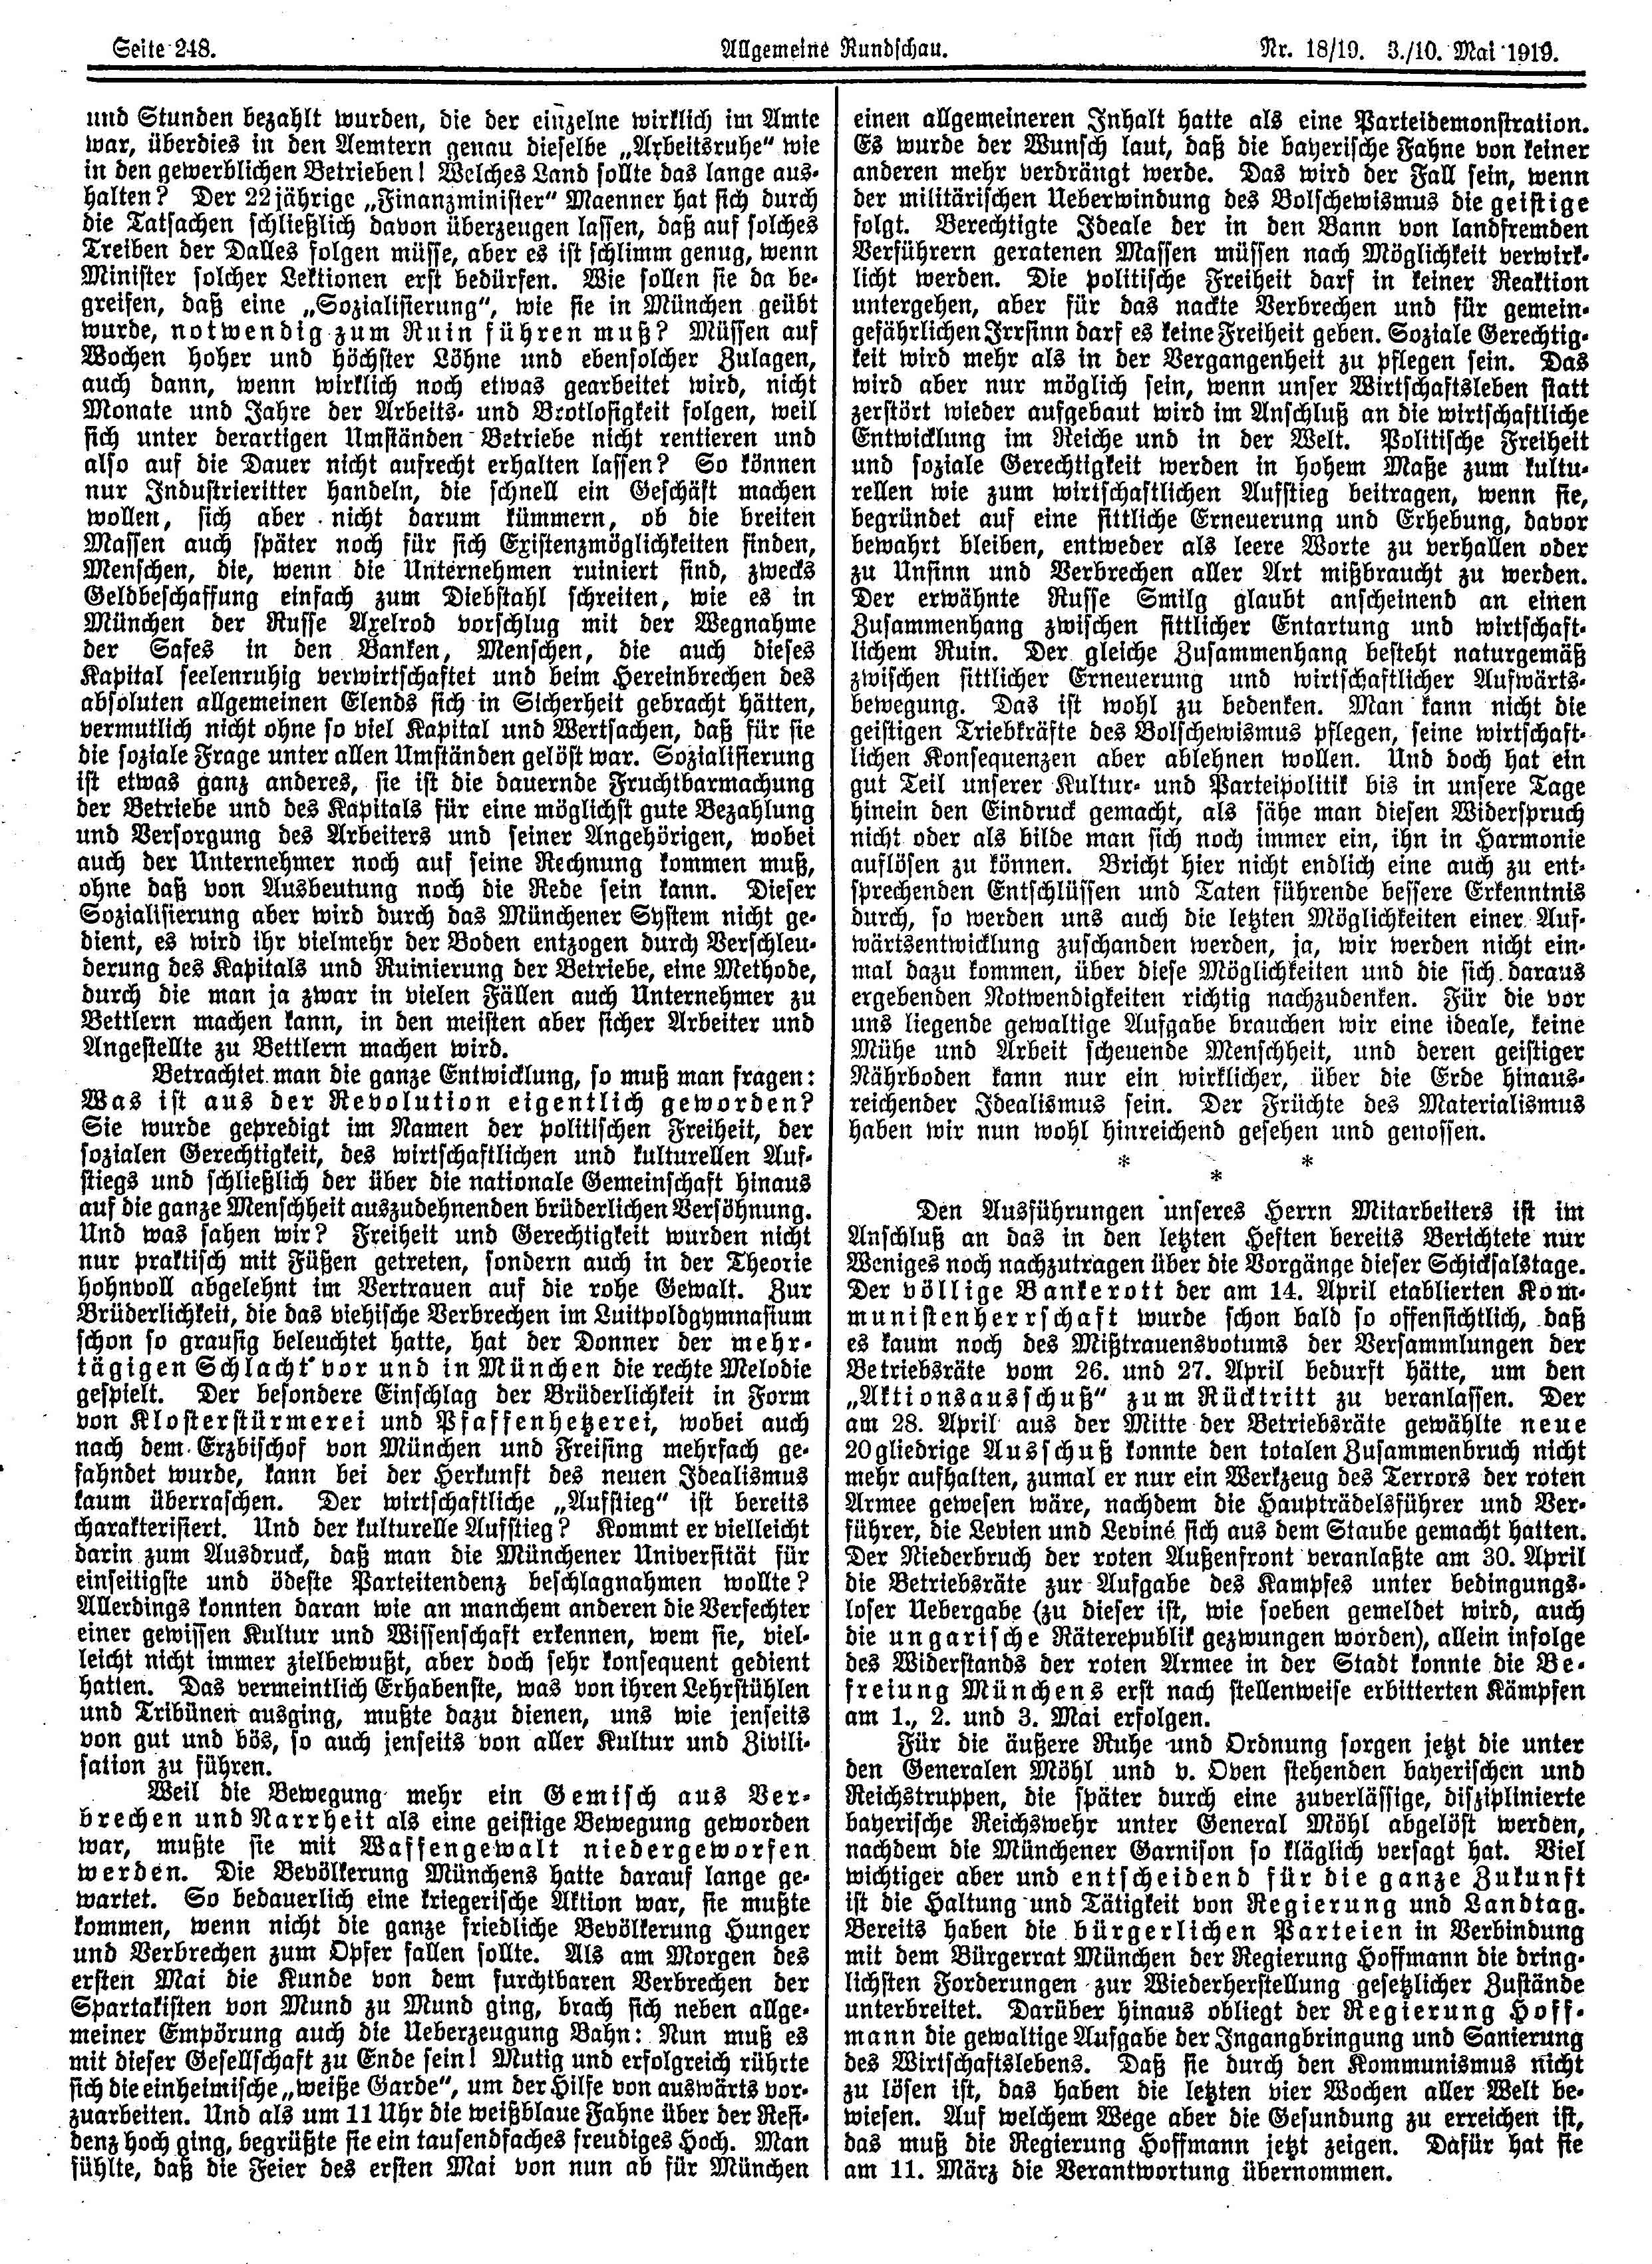 Seite 248. Allgemeine Rundschau. Nr. 18/19. 3./10. Mai 1919.
und Stunden bezahlt wurden, die der einzelne wirklich im Amte
war, überdies in den Aemtern genau dieselbe „Arbeitsruhe“ wie
in den gewerblichen Betrieben! Welches Land sollte das lange aus-
halten? Der 22jährige „Finanzminister“ Maenner hat sich durch
die Tatsachen schließlich davon überzeugen lassen, daß auf solches
Treiben der Dalles folgen müsse, aber es ist schlimm genug, wenn
Minister solcher Lektionen erst bedürfen. Wie sollen sie da be-
greifen, daß eine „Sozialisierung“, wie sie in München geübt
wurde, notwendig zum Ruin führen muß? Müssen auf
Wochen hoher und höchster Löhne und ebensolcher Zulagen,
auch dann, wenn wirklich noch etwas gearbeitet wird, nicht
Monate und Jahre der Arbeits- und Brotlosigkeit folgen, weil
sich unter derartigen Umständen Betriebe nicht rentieren und
also auf die Dauer nicht aufrecht erhalten lassen? So können
nur Industrieritter handeln, die schnell ein Geschäft machen
wollen, sich aber nicht darum kümmern, ob die breiten
Massen auch später noch für sich Existenzmöglichkeiten finden,
Menschen, die, wenn die Unternehmen ruiniert sind, zwecks
Geldbeschaffung einfach zum Diebstahl schreiten, wie es in
München der Russe Axelrod vorschlug mit der Wegnahme
der Safes in den Banken, Menschen, die auch dieses
Kapital seelenruhig verwirtschaftet und beim Hereinbrechen des
absoluten allgemeinen Elends sich in Sicherheit gebracht hätten,
vermutlich nicht ohne so viel Kapital und Wertsachen, daß für sie
die soziale Frage unter allen Umständen gelöst war. Sozialisierung
ist etwas ganz anderes, sie ist die dauernde Fruchtbarmachung
der Betriebe und des Kapitals für eine möglichst gute Bezahlung
und Versorgung des Arbeiters und seiner Angehörigen, wobei
auch der Unternehmer noch auf seine Rechnung kommen muß,
ohne daß von Ausbeutung noch die Rede sein kann. Dieser
Sozialisierung aber wird durch das Münchener System nicht ge-
dient, es wird ihr vielmehr der Boden entzogen durch Verschleu-
derung des Kapitals und Ruinierung der Betriebe, eine Methode,
durch die man ja zwar in vielen Fällen auch Unternehmer zu
Bettlern machen kann, in den meisten aber sicher Arbeiter und
Angestellte zu Bettlern machen wird.
Betrachtet man die ganze Entwicklung, so muß man fragen:
Was ist aus der Revolution eigentlich geworden?
Sie wurde gepredigt im Namen der politischen Freiheit, der
sozialen Gerechtigkeit, des wirtschaftlichen und kulturellen Auf-
stiegs und schließlich der über die nationale Gemeinschaft hinaus
auf die ganze Menschheit auszudehnenden brüderlichen Versöhnung.
Und was sahen wir? Freiheit und Gerechtigkeit wurden nicht
nur praktisch mit Füßen getreten, sondern auch in der Theorie
hohnvoll abgelehnt im Vertrauen auf die rohe Gewalt. Zur
Brüderlichkeit, die das viehische Verbrechen im Luitpoldgymnasium
schon so grausig beleuchtet hatte, hat der Donner der mehr-
tägigen Schlacht vor und in München die rechte Melodie
gespielt. Der besondere Einschlag der Brüderlichkeit in Form
von Klosterstürmerei und Pfaffenhetzerei, wobei auch
nach dem Erzbischof von München und Freising mehrfach ge-
fahndet wurde, kann bei der Herkunft des neuen Idealismus
kaum überraschen. Der wirtschaftliche „Aufstieg“ ist bereits
charakterisiert. Und der kulturelle Aufstieg? Kommt er vielleicht
darin zum Ausdruck, daß man die Münchener Universität für
einseitigste und ödeste Parteitendenz beschlagnahmen wollte?
Allerdings konnten daran wie an manchem anderen die Verfechter
einer gewissen Kultur und Wissenschaft erkennen, wem sie, viel-
leicht nicht immer zielbewußt, aber doch sehr konsequent gedient
hatten. Das vermeintlich Erhabenste, was von ihren Lehrstühlen
und Tribünen ausging, mußte dazu dienen, uns wie jenseits
von gut und bös, so auch jenseits von aller Kultur und Zivili-
sation zu führen.
Weil die Bewegung mehr ein Gemisch aus Ver-
brechen und Narrheit als eine geistige Bewegung geworden
war, mußte sie mit Waffengewalt niedergeworfen
werden. Die Bevölkerung Münchens hatte darauf lange ge-
wartet. So bedauerlich eine kriegerische Aktion war, sie mußte
kommen, wenn nicht die ganze friedliche Bevölkerung Hunger
und Verbrechen zum Opfer fallen sollte. Als am Morgen des
ersten Mai die Kunde von dem furchtbaren Verbrechen der
Spartakisten von Mund zu Mund ging, brach sich neben allge-
meiner Empörung auch die Ueberzeugung Bahn: Nun muß es
mit dieser Gesellschaft zu Ende sein! Mutig und erfolgreich rührte
sich die einheimische „weiße Garde“, um der Hilfe von auswärts vor-
zuarbeiten. Und als um 11 Uhr die weißblaue Fahne über der Resi-
denz hoch ging, begrüßte sie ein tausendfaches freudiges Hoch. Man
fühlte, daß die Feier des ersten Mai von nun ab für München
einen allgemeineren Inhalt hatte als eine Parteidemonstration.
Es wurde der Wunsch laut, daß die bayerische Fahne von keiner
anderen mehr verdrängt werde. Das wird der Fall sein, wenn
der militärischen Ueberwindung des Bolschewismus die geistige
folgt. Berechtigte Ideale der in den Bann von landfremden
Verführern geratenen Massen müssen nach Möglichkeit verwirk-
licht werden. Die politische Freiheit darf in keiner Reaktion
untergehen, aber für das nackte Verbrechen und für gemein-
gefährlichen Irrsinn darf es keine Freiheit geben. Soziale Gerechtig-
keit wird mehr als in der Vergangenheit zu pflegen sein. Das
wird aber nur möglich sein, wenn unser Wirtschaftsleben statt
zerstört wieder aufgebaut wird im Anschluß an die wirtschaftliche
Entwicklung im Reiche und in der Welt. Politische Freiheit
und soziale Gerechtigkeit werden in hohem Maße zum kultu-
rellen wie zum wirtschaftlichen Aufstieg beitragen, wenn sie,
begründet auf eine sittliche Erneuerung und Erhebung, davor
bewahrt bleiben, entweder als leere Worte zu verhallen oder
zu Unsinn und Verbrechen aller Art mißbraucht zu werden.
Der erwähnte Russe Smilg glaubt anscheinend an einen
Zusammenhang zwischen sittlicher Entartung und wirtschaft-
lichem Ruin. Der gleiche Zusammenhang besteht naturgemäß
zwischen sittlicher Erneuerung und wirtschaftlicher Aufwärts-
bewegung. Das ist wohl zu bedenken. Man kann nicht die
geistigen Triebkräfte des Bolschewismus pflegen, seine wirtschaft-
lichen Konsequenzen aber ablehnen wollen. Und doch hat ein
gut Teil unserer Kultur- und Parteipolitik bis in unsere Tage
hinein den Eindruck gemacht, als sähe man diesen Widerspruch
nicht oder als bilde man sich noch immer ein, ihn in Harmonie
auflösen zu können. Bricht hier nicht endlich eine auch zu ent-
sprechenden Entschlüssen und Taten führende bessere Erkenntnis
durch, so werden uns auch die letzten Möglichkeiten einer Auf-
wärtsentwicklung zuschanden werden, ja, wir werden nicht ein-
mal dazu kommen, über diese Möglichkeiten und die sich daraus
ergebenden Notwendigkeiten richtig nachzudenken. Für die vor
uns liegende gewaltige Aufgabe brauchen wir eine ideale, keine
Mühe und Arbeit scheuende Menschheit, und deren geistiger
Nährboden kann nur ein wirklicher, über die Erde hinaus-
reichender Idealismus sein. Der Früchte des Materialismus
haben wir nun wohl hinreichend gesehen und genossen.
* * *
Den Ausführungen unseres Herrn Mitarbeiters ist im
Anschluß an das in den letzten Heften bereits Berichtete nur
Weniges noch nachzutragen über die Vorgänge dieser Schicksalstage.
Der völlige Bankerott der am 14. April etablierten Kom-
munistenherrschaft wurde schon bald so offensichtlich, daß
es kaum noch des Mißtrauensvotums der Versammlungen der
Betriebsräte vom 26. und 27. April bedurft hätte, um den
„Aktionsausschuß“ zum Rücktritt zu veranlassen. Der
am 28. April aus der Mitte der Betriebsräte gewählte neue
20gliedrige Ausschuß konnte den totalen Zusammenbruch nicht
mehr aufhalten, zumal er nur ein Werkzeug des Terrors der roten
Armee gewesen wäre, nachdem die Haupträdelsführer und Ver-
führer, die Levien und Leviné sich aus dem Staube gemacht hatten.
Der Niederbruch der roten Außenfront veranlaßte am 30. April
die Betriebsräte zur Aufgabe des Kampfes unter bedingungs-
loser Uebergabe (zu dieser ist, wie soeben gemeldet wird, auch
die ungarische Räterepublik gezwungen worden), allein infolge
des Widerstands der roten Armee in der Stadt konnte die Be-
freiung Münchens erst nach stellenweise erbitterten Kämpfen
am 1., 2. und 3. Mai erfolgen.
Für die äußere Ruhe und Ordnung sorgen jetzt die unter
den Generalen Möhl und v. Oven stehenden bayerischen und
Reichstruppen, die später durch eine zuverlässige, disziplinierte
bayerische Reichswehr unter General Möhl abgelöst werden,
nachdem die Münchener Garnison so kläglich versagt hat. Viel
wichtiger aber und entscheidend für die ganze Zukunft
ist die Haltung und Tätigkeit von Regierung und Landtag.
Bereits haben die bürgerlichen Parteien in Verbindung
mit dem Bürgerrat München der Regierung Hoffmann die dring-
lichsten Forderungen zur Wiederherstellung gesetzlicher Zustände
unterbreitet. Darüber hinaus obliegt der Regierung Hoff-
mann die gewaltige Aufgabe der Ingangbringung und Sanierung
des Wirtschaftslebens. Daß sie durch den Kommunismus nicht
zu lösen ist, das haben die letzten vier Wochen aller Welt be-
wiesen. Auf welchem Wege aber die Gesundung zu erreichen ist,
das muß die Regierung Hoffmann jetzt zeigen. Dafür hat sie
am 11. März die Verantwortung übernommen.